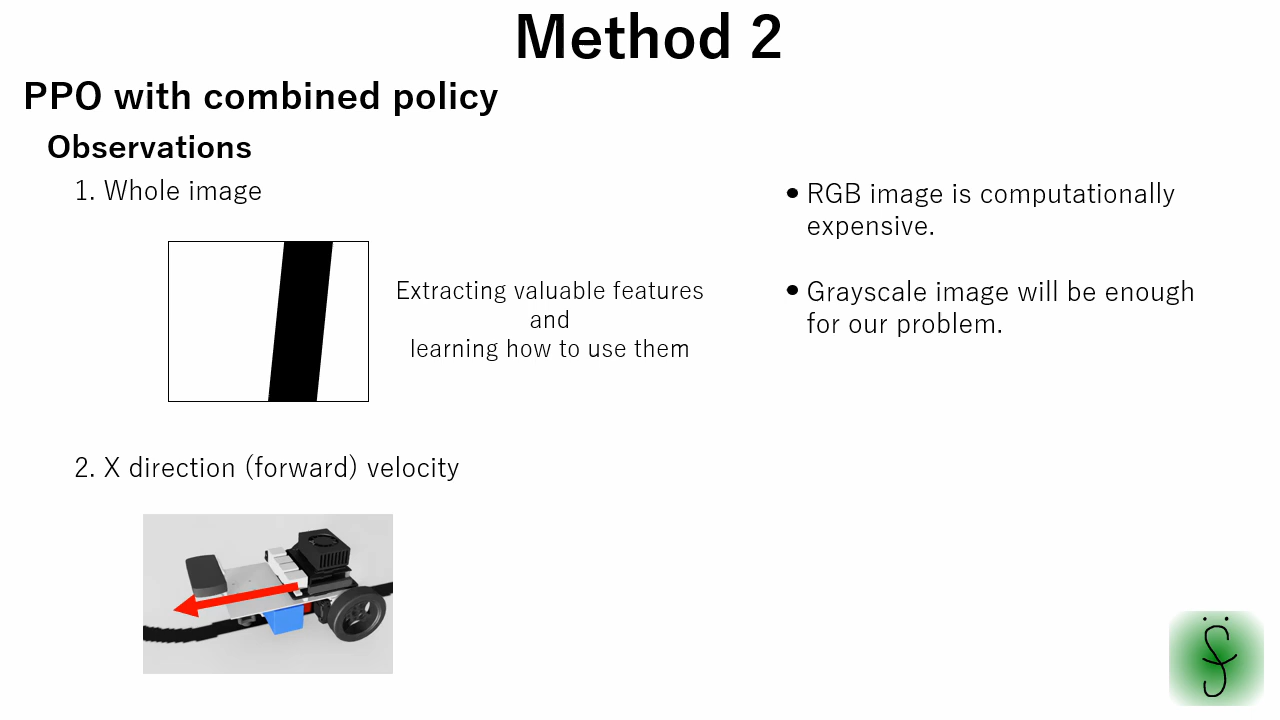 Method 2
PPO with combined policy
Observations
1. Whole image
Extracting valuable features
and
learning how to use them
2. X direction (forward) velocity
• RGB image is computationally
expensive.
• Grayscale image will be enough
for our problem.